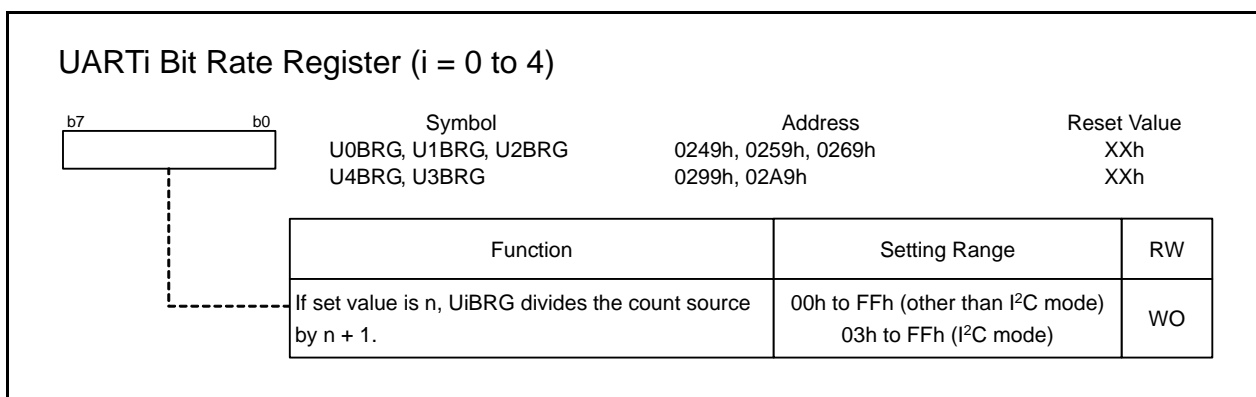 UARTi Bit Rate Register (i = 0 to 4)
b7 b0 Symbol Address Reset Value
U0BRG, U1BRG, U2BRG 0249h, 0259h, 0269h XXh
U4BRG, U3BRG 0299h, 02A9h XXh
Function Setting Range RW
If set value is n, UiBRG divides the count source 00h to FFh (other than I²C mode) WO
by n + 1. 03h to FFh (I²C mode)